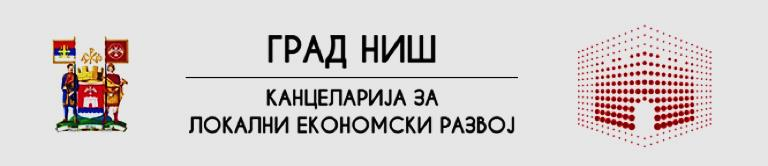 ГРАД НИШ
КАНЦЕЛАРИЈА ЗА
ЛОКАЛНИ ЕКОНОМСКИ РАЗВОЈ